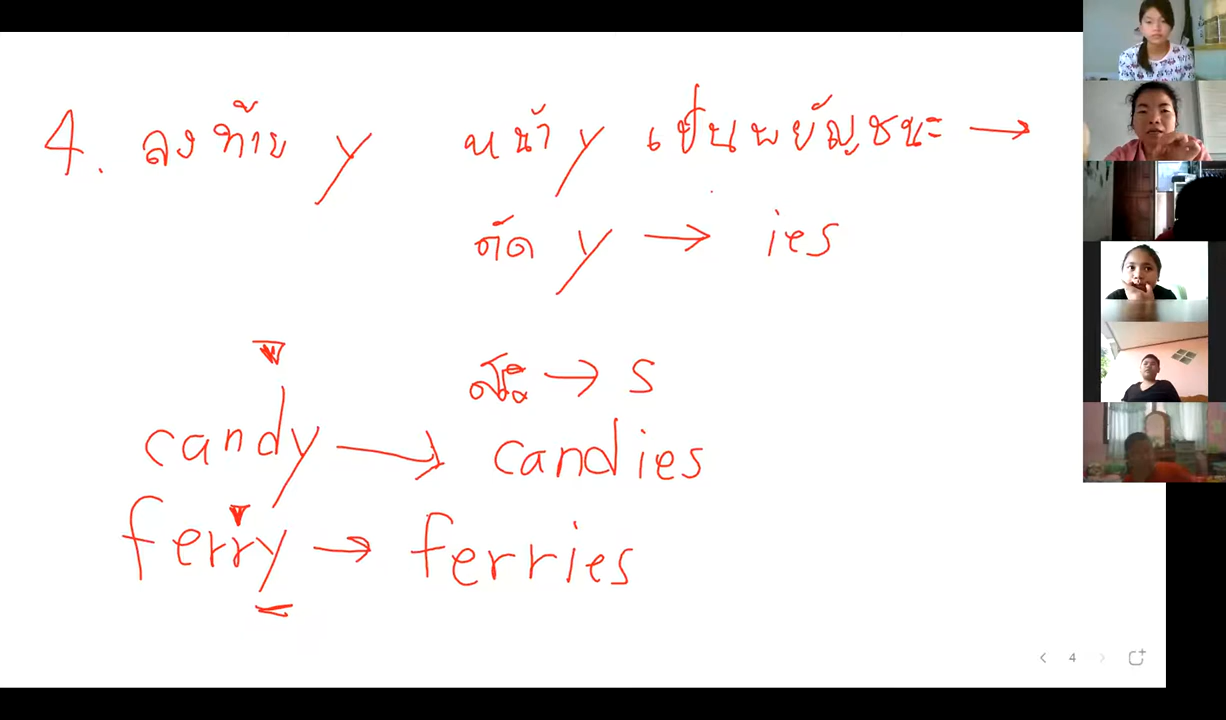 4. ลงท้าย y หน้า y เป็นพยัญชนะ →
ตัด y → ies
สระ → s
candy → candies
ferry → ferries
4